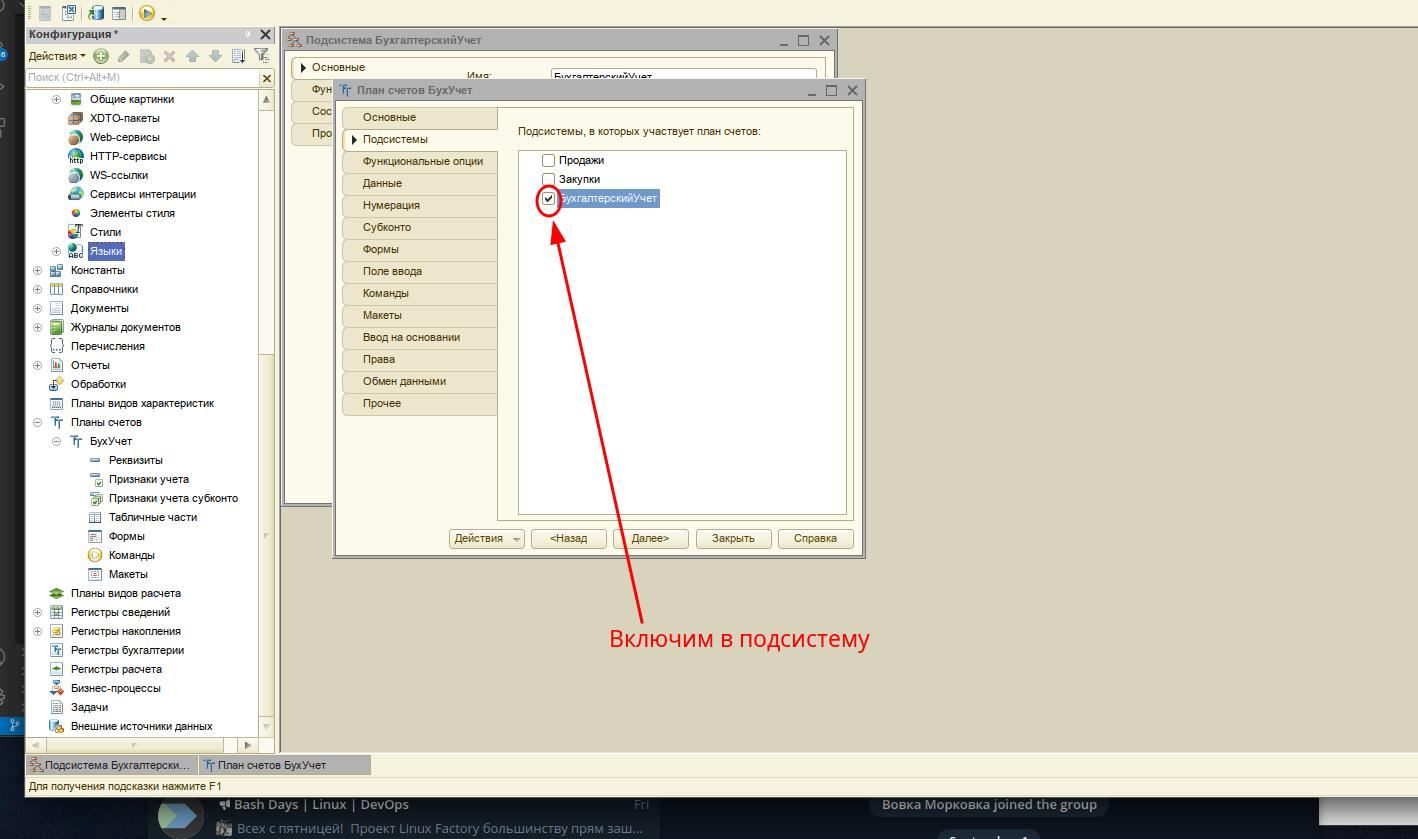 Конфигурация *
Действия
Поиск (Ctrl+Alt+M)
Общие картинки
XDTO-пакеты
Web-сервисы
HTTP-сервисы
WS-ссылки
Сервисы интеграции
Элементы стиля
Стили
Языки
Константы
Справочники
Документы
Журналы документов
Перечисления
Отчеты
Обработки
Планы видов характеристик
Планы счетов
БухУчет
Реквизиты
Признаки учета
Признаки учета субконто
Табличные части
Формы
Команды
Макеты
Планы видов расчета
Регистры сведений
Регистры накопления
Регистры бухгалтерии
Регистры расчета
Бизнес-процессы
Задачи
Внешние источники данных
Подсистема БухгалтерскийУчет
Основные
Фун
Сос
Про
Имя:
БухгалтерскийУчет
План счетов БухУчет
Основные
Подсистемы
Функциональные опции
Данные
Нумерация
Субконто
Формы
Поле ввода
Команды
Макеты
Ввод на основании
Права
Обмен данными
Прочее
Подсистемы, в которых участвует план счетов:
Продажи
Закупки
БухгалтерскийУчет
Действия
<Назад
Далее>
Закрыть
Справка
Включим в подсистему
Подсистема Бухгалтерски...
План счетов БухУчет
Для получения подсказки нажмите F1
Bash Days | Linux | DevOps
Fri
Всех с пятницей! Проект Linux Factory большинству прям заш...
Вовка Морковка joined the group